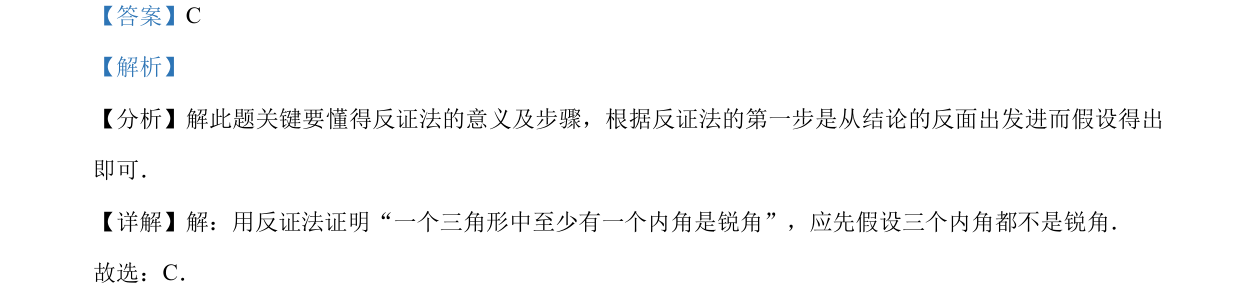 【答案】C
【解析】
【分析】解此题关键要懂得反证法的意义及步骤，根据反证法的第一步是从结论的反面出发进而假设得出
即可．
【详解】解：用反证法证明“一个三角形中至少有一个内角是锐角”，应先假设三个内角都不是锐角．
故选：C．